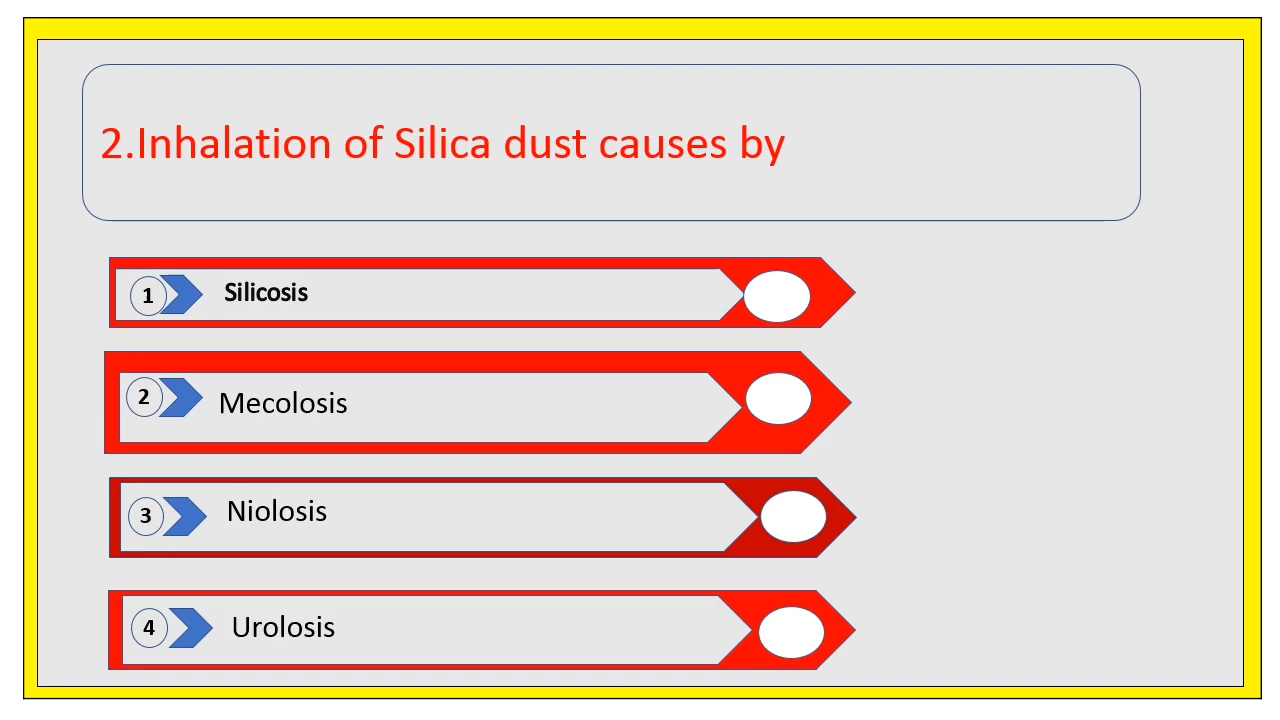 2.Inhalation of Silica dust causes by
1 Silicosis
2 Mecolosis
3 Niolosis
4 Urolosis